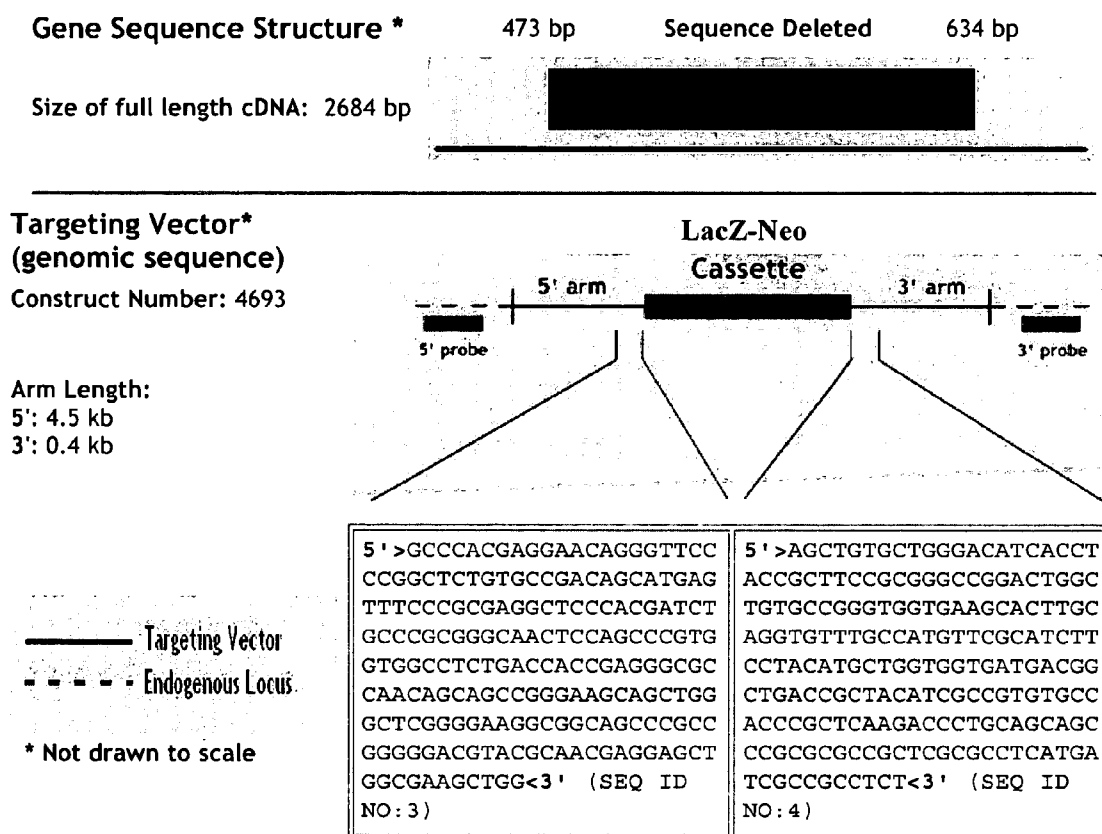 Gene Sequence Structure * 473 bp Sequence Deleted 634 bp
Size of full length cDNA: 2684 bp
Targeting Vector*
(genomic sequence)
Construct Number: 4693
LacZ-Neo
Cassette
5' arm
3' arm
5' probe
3' probe
Arm Length:
5': 4.5 kb
3': 0.4 kb
5'>GCCCACGAGGAACAGGGTTCC
CCGGCTCTGTGCCGACAGCATGAG
TTTCCCGCGAGGCTCCCACGATCT
GCCCGCGGGCAACTCCAGCCCGTG
GTGGCCTCTGACCACCGAGGGCGC
CAACAGCAGCCGGGAAGCAGCTGG
GCTCGGGGAAGGCGGCAGCCCGCC
GGGGGACGTACGCAACGAGGAGCT
GGCGAAGCTGG<3' (SEQ ID
NO:3)
5'>AGCTGTGCTGGGACATCACCT
ACCGCTTCCGCGGGCCGGACTGGC
TGTGCCGGGTGGTGAAGCACTTGC
AGGTGTTTGCCATGTTCGCATCTT
CCTACATGCTGGTGGTGATGACGG
CTGACCGCTACATCGCCGTGTGCC
ACCCGCTCAAGACCCTGCAGCAGC
CCGCGCGCCGCTCGCGCCTCATGA
TCGCCGCCTCT<3' (SEQ ID
NO:4)
Targeting Vector
Endogenous Locus
* Not drawn to scale